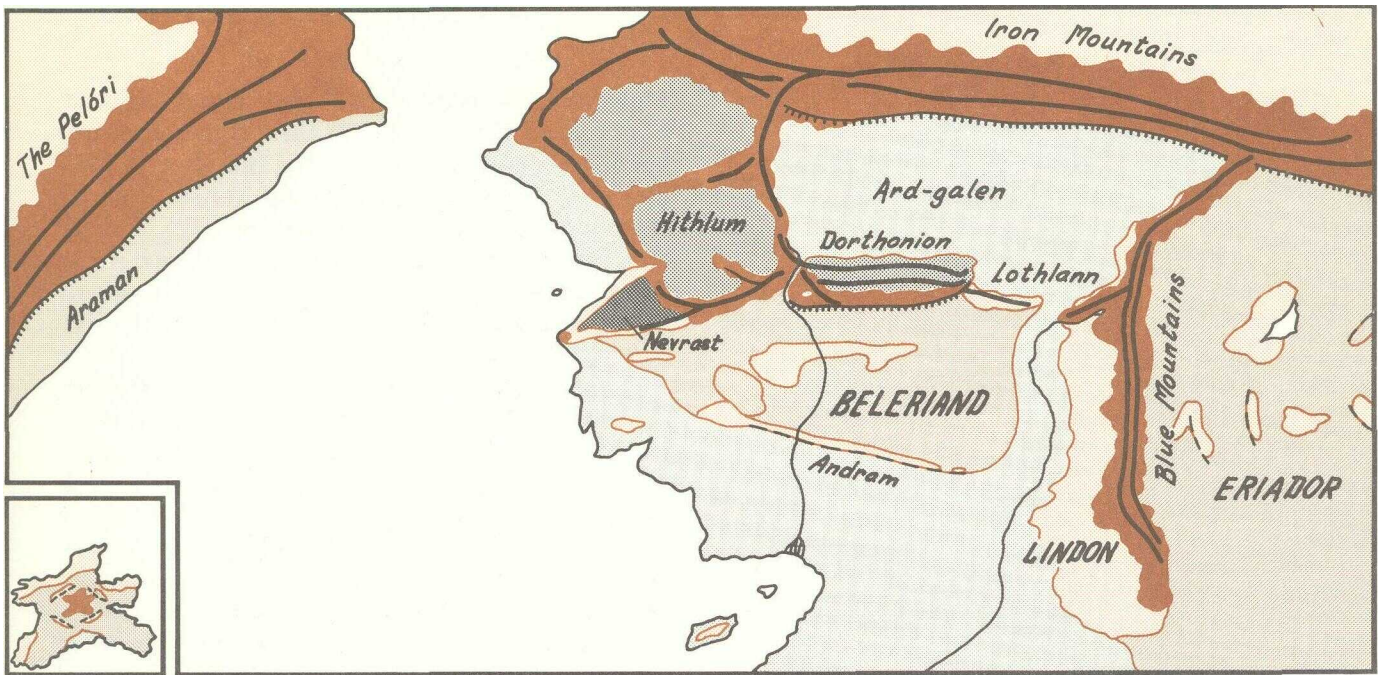 The Pelóri
Araman
Iron Mountains
Ard-galen
Hithlum
Dorthonion
Lothlann
Nevrast
BELERIAND
Andram
Blue Mountains
LINDON
ERIADOR